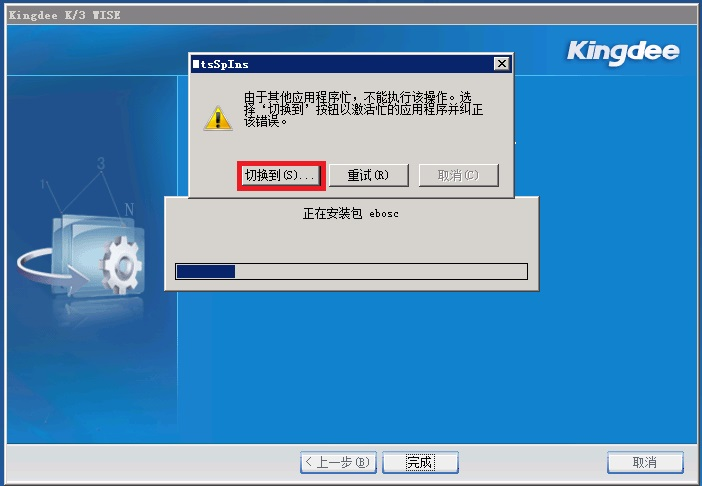 Kingdee K/3 WISE
Kingdee
tsSpIns
由于其他应用程序忙，不能执行该操作。选
择‘切换到’按钮以激活忙的应用程序并纠正
该错误。
切换到(S)...
重试(R)
取消(C)
正在安装包 ebosc
1
3
N
< 上一步(B)
完成
取消